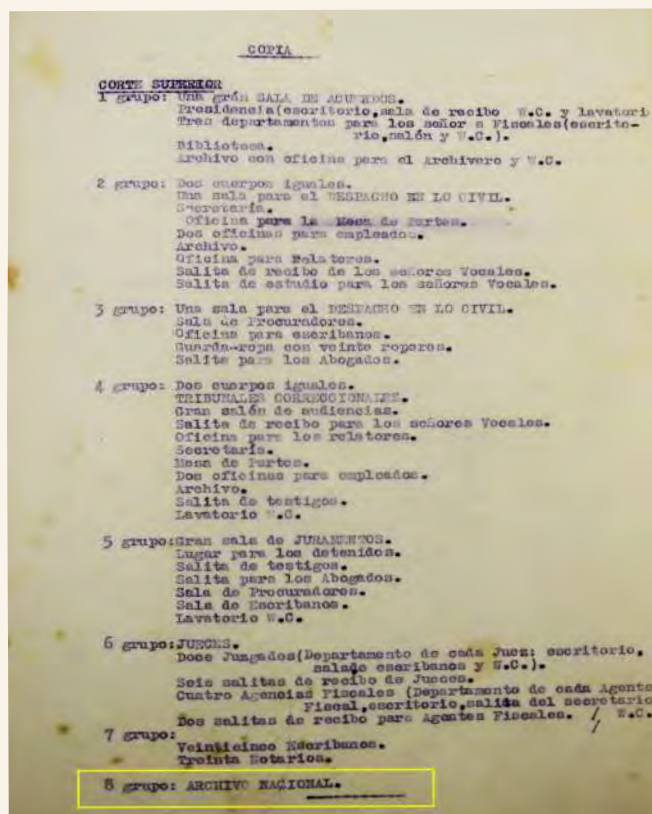 COPIA
CORTE SUPERIOR
1 grupo: Una grán SALA DE ACUERDOS.
Presidencia(escritorio,sala de recibo W.C. y lavatori
Tres departamentos para los señor s Fiscales(escrito-
rio,salón y W.C.).
Biblioteca.
Archivo con oficina para el Archivero y W.C.
2 grupo: Dos cuerpos iguales.
Una sala para el DESPACHO EN LO CIVIL.
Secretaría.
Oficina para la Mesa de Partes.
Dos oficinas para empleados.
Archivo.
Oficina para Relatores.
Salita de recibo de los señores Vocales.
Salita de estudio para los señores Vocales.
3 grupo: Una sala para el DESPACHO EN LO CIVIL.
Sala de Procuradores.
Oficina para escribanos.
Guarda-ropa con veinte roperos.
Salita para los Abogados.
4 grupo: Dos cuerpos iguales.
TRIBUNALES CORRECCIONALES.
Gran salón de audiencias.
Salita de recibo para los señores Vocales.
Oficina para los relatores.
Secretaría.
Mesa de Partes.
Dos oficinas para empleados.
Archivo.
Salita de testigos.
Lavatorio W.C.
5 grupo:Gran sala de JURAMENTOS.
Lugar para los detenidos.
Salita de testigos.
Salita para los Abogados.
Sala de Procuradores.
Sala de Escribanos.
Lavatorio W.C.
6 grupo:JUECES.
Doce Juzgados(Departamento de cada Juez: escritorio,
salade escribanos y W.C.).
Seis salitas de recibo de Jueces.
Cuatro Agencias Fiscales (Departamento de cada Agente
Fiscal,escritorio,salita del secretario
Dos salitas de recibo para Agentes Fiscales. // W.C.
7 grupo:
Veinticinco Escribanos.
Treinta Notarios.
8 grupo: ARCHIVO NACIONAL.